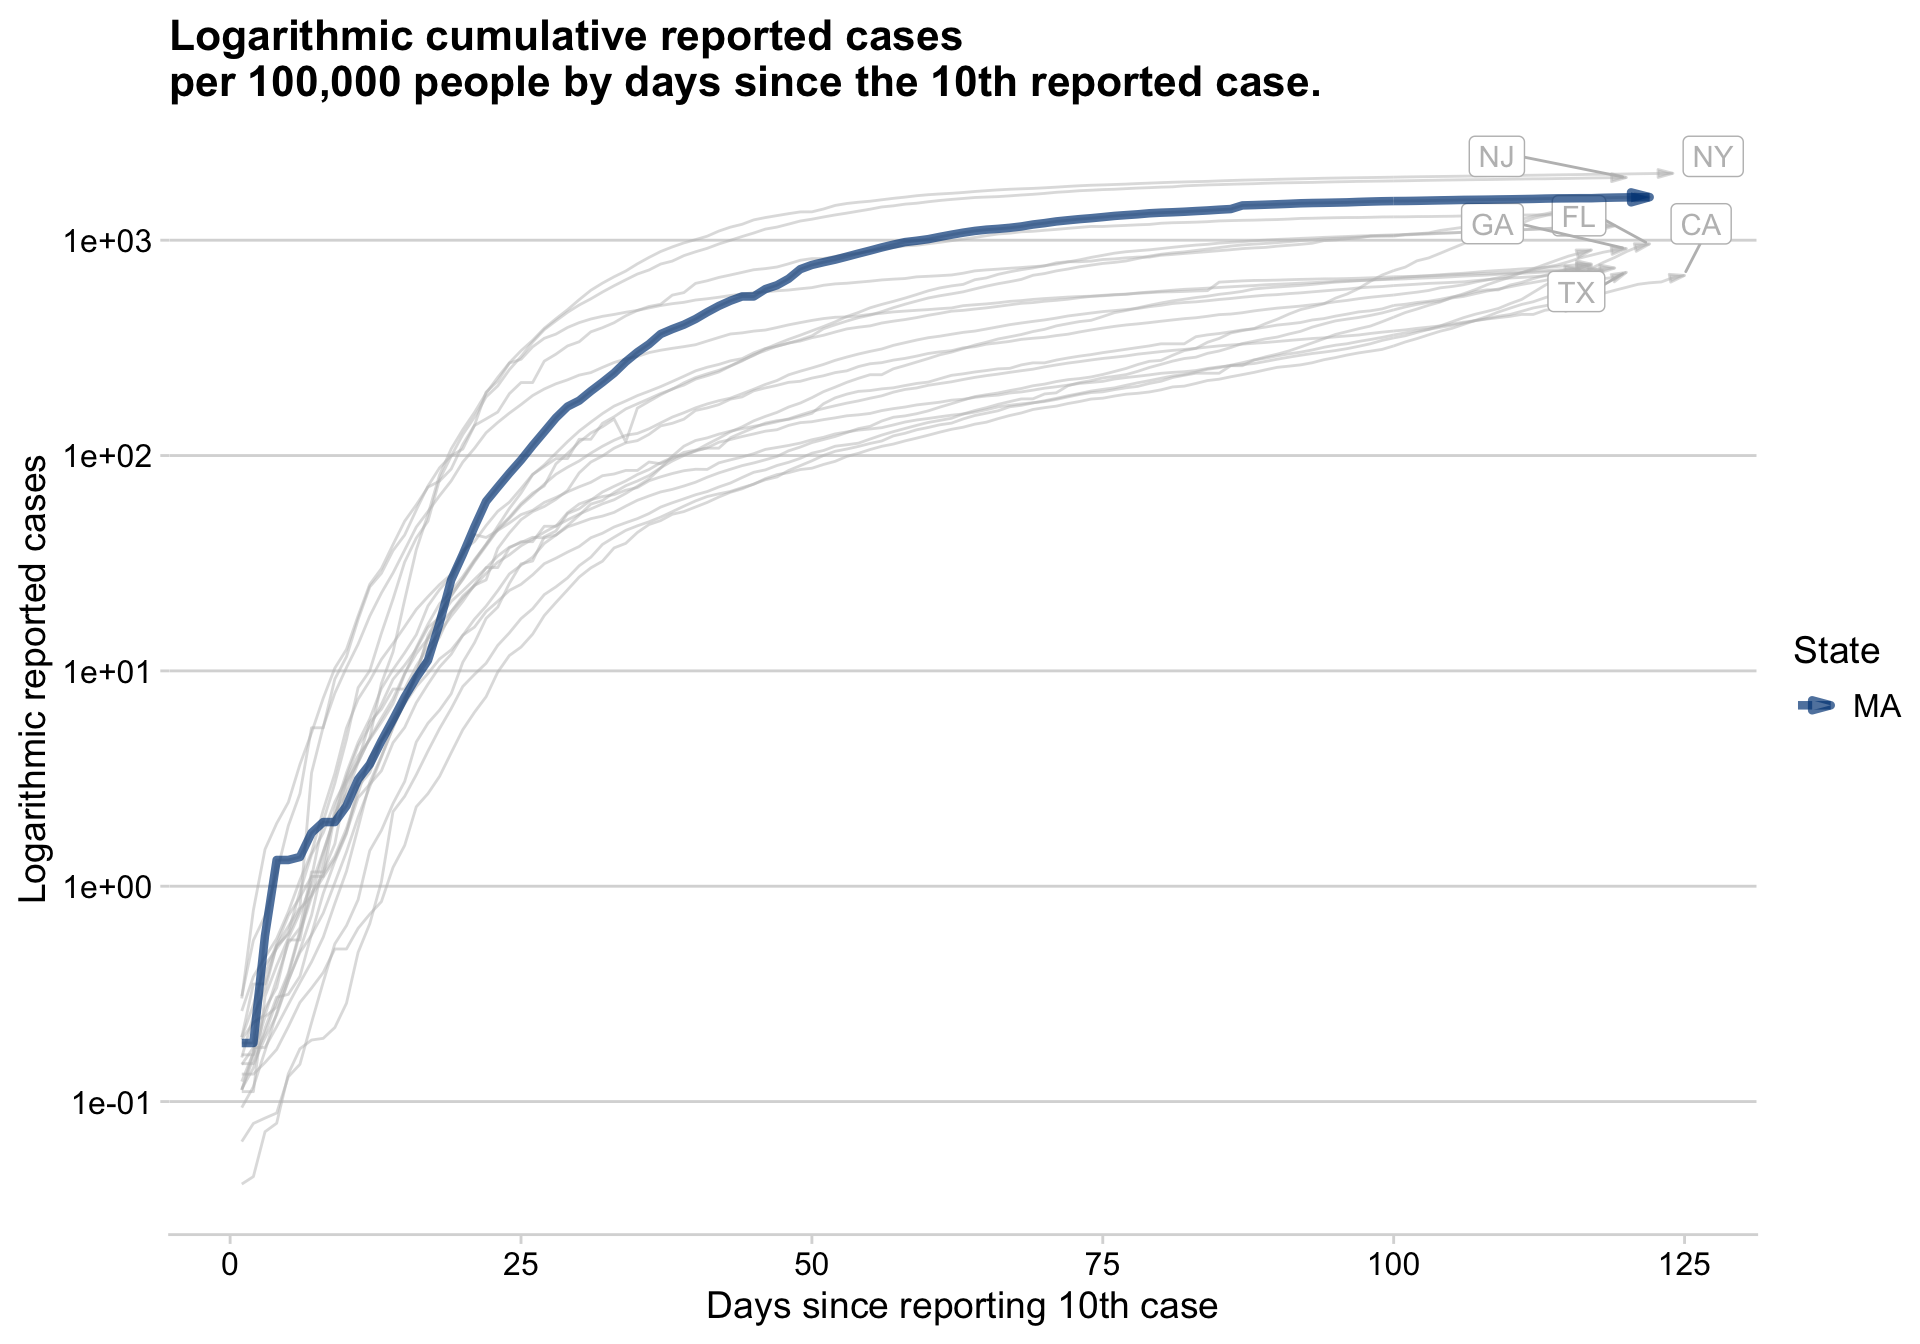 Logarithmic cumulative reported cases
per 100,000 people by days since the 10th reported case.
Logarithmic reported cases
1e+03
1e+02
1e+01
1e+00
1e-01
NJ
NY
GA
FL
CA
TX
State
MA
0
25
50
75
100
125
Days since reporting 10th case